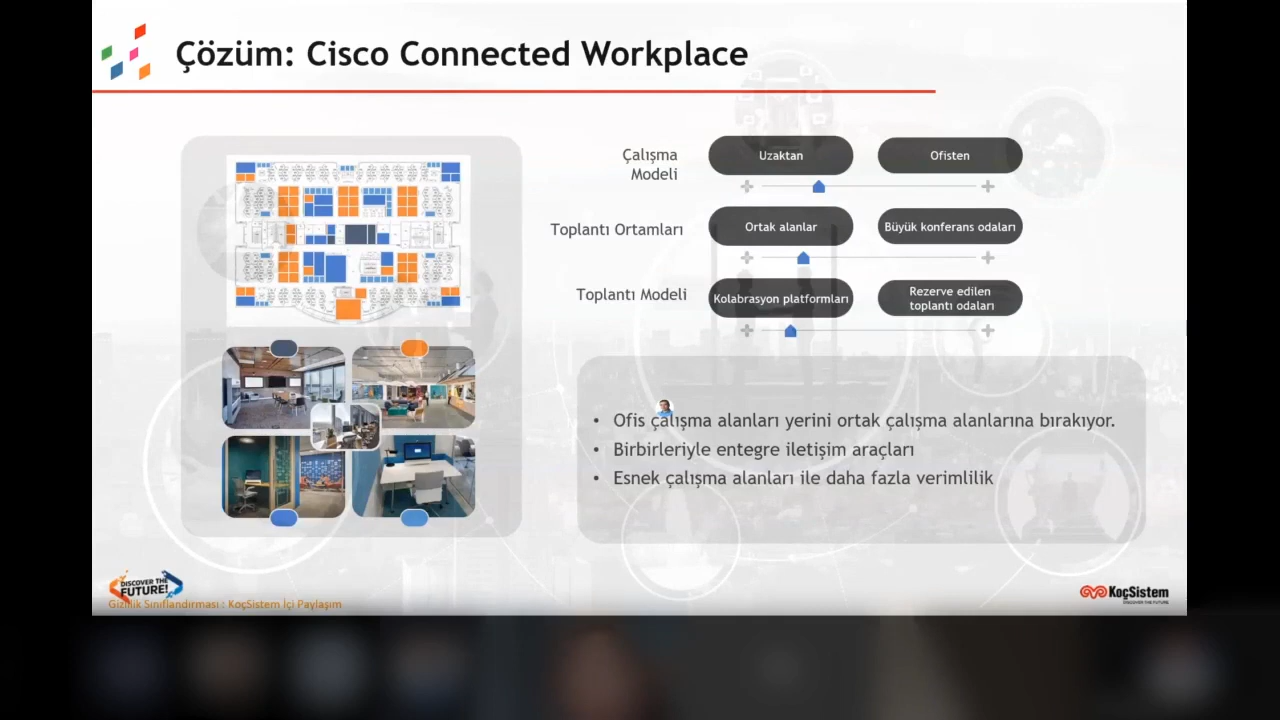 Çözüm: Cisco Connected Workplace
Çalışma
Modeli
Uzaktan
Ofisten
Toplantı Ortamları
Ortak alanlar
Büyük konferans odaları
Toplantı Modeli
Kolabrasyon platformları
Rezerve edilen
toplantı odaları
• Ofis çalışma alanları yerini ortak çalışma alanlarına bırakıyor.
• Birbirleriyle entegre iletişim araçları
• Esnek çalışma alanları ile daha fazla verimlilik
DISCOVER THE
FUTURE!
Gizlilik Sınıflandırması : KoçSistem İçi Paylaşım
KoçSistem
DISCOVER THE FUTURE